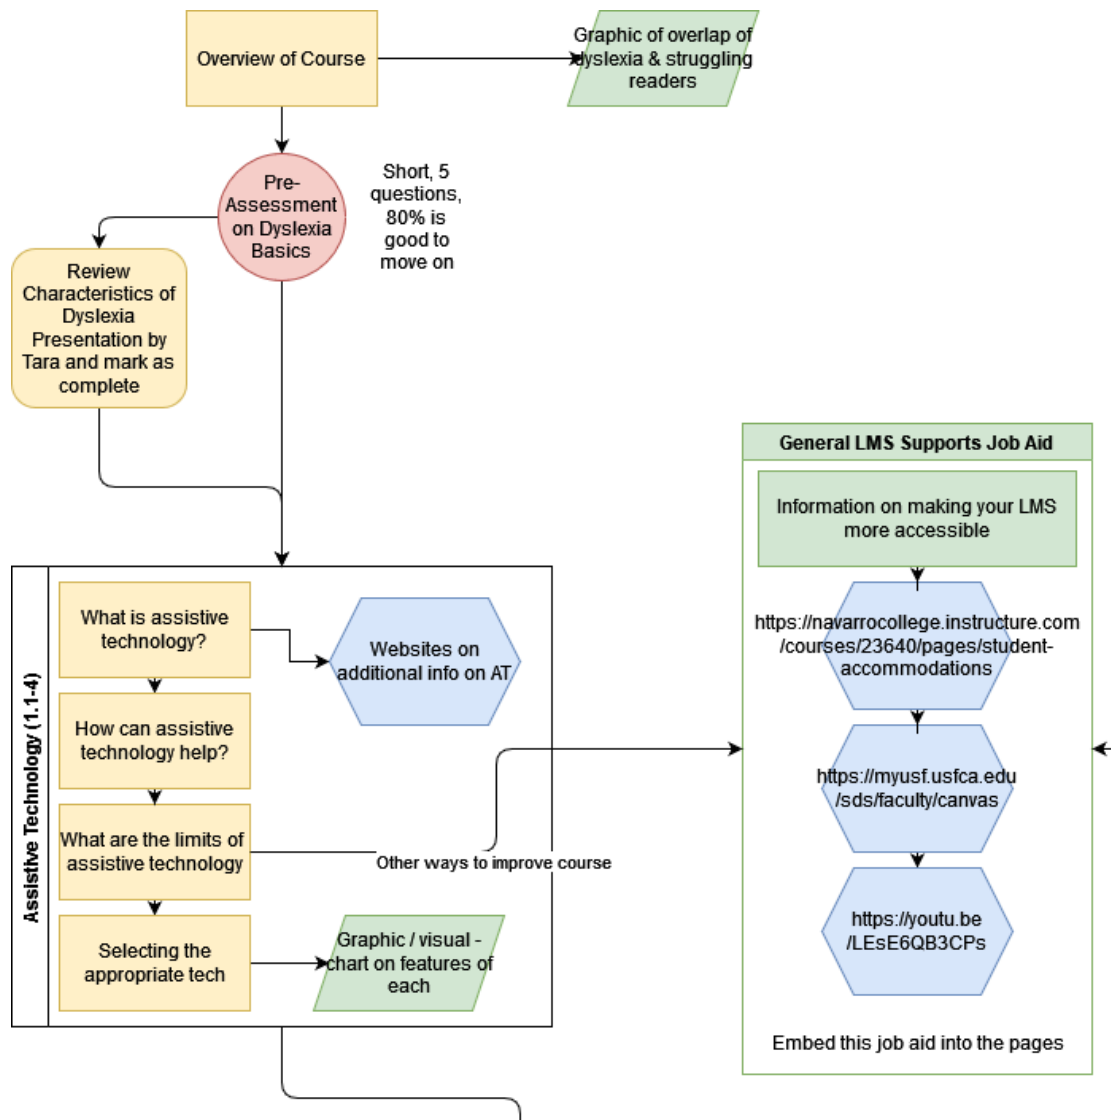 Overview of Course
Graphic of overlap of
dyslexia & struggling
readers
Pre-
Assessment
on Dyslexia
Basics
Short, 5
questions,
80% is
good to
move on
Review
Characteristics of
Dyslexia
Presentation by
Tara and mark as
complete
General LMS Supports Job Aid
Information on making your LMS
more accessible
https://navarrocollege.instructure.com
/courses/23640/pages/student-
accommodations
https://myusf.usfca.edu
/sds/faculty/canvas
https://youtu.be
/LEsE6QB3CPs
Embed this job aid into the pages
Assistive Technology (1.1-4)
What is assistive
technology?
Websites on
additional info on AT
How can assistive
technology help?
What are the limits of
assistive technology
Other ways to improve course
Selecting the
appropriate tech
Graphic / visual -
chart on features of
each